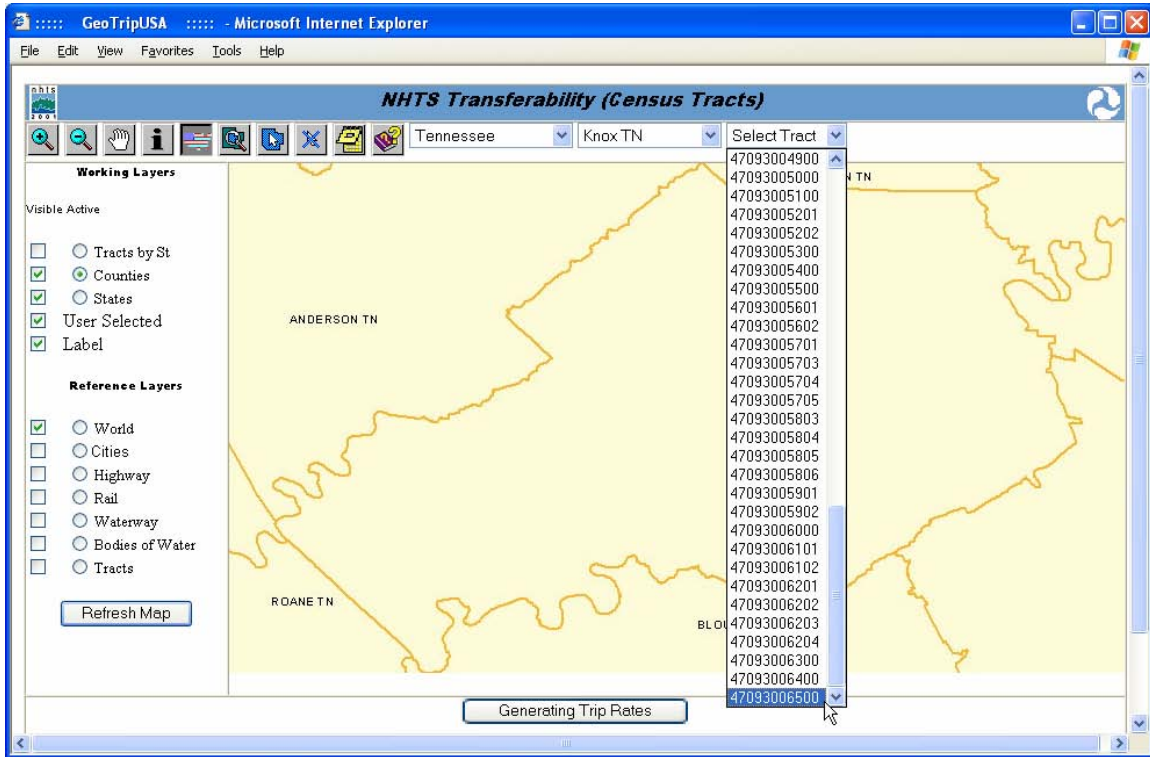 ::::: GeoTripUSA ::::: - Microsoft Internet Explorer
File Edit View Favorites Tools Help
nhts
2001
NHTS Transferability (Census Tracts)
Tennessee
Knox TN
Select Tract
Working Layers
Visible Active
Tracts by St
Counties
States
User Selected
Label
Reference Layers
World
Cities
Highway
Rail
Waterway
Bodies of Water
Tracts
Refresh Map
ANDERSON TN
ROANE TN
N TN
BLOU
47093004900
47093005000
47093005100
47093005201
47093005202
47093005300
47093005400
47093005500
47093005601
47093005602
47093005701
47093005703
47093005704
47093005705
47093005803
47093005804
47093005805
47093005806
47093005901
47093005902
47093006000
47093006101
47093006102
47093006201
47093006202
47093006203
47093006204
47093006300
47093006400
47093006500
Generating Trip Rates